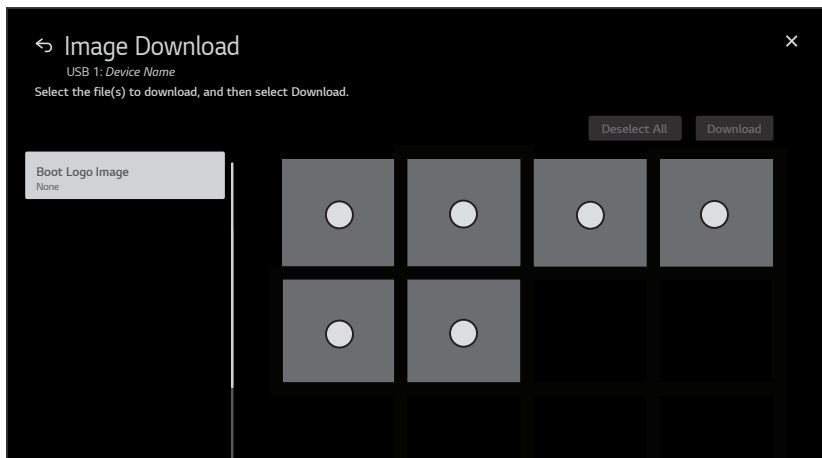 Image Download
USB 1: Device Name
Select the file(s) to download, and then select Download.
Deselect All
Download
Boot Logo Image
None